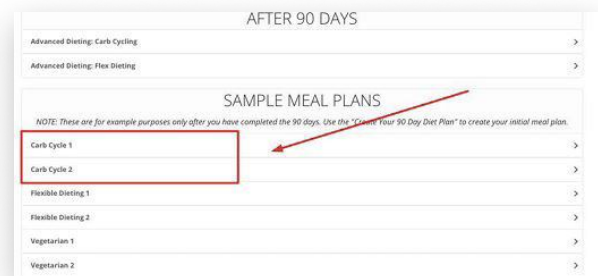 AFTER 90 DAYS
Advanced Dieting: Carb Cycling
Advanced Dieting: Flex Dieting
SAMPLE MEAL PLANS
NOTE: These are for example purposes only after you have completed the 90 days. Use the "Create Your 90 Day Diet Plan" to create your initial meal plan.
Carb Cycle 1
Carb Cycle 2
Flexible Dieting 1
Flexible Dieting 2
Vegetarian 1
Vegetarian 2